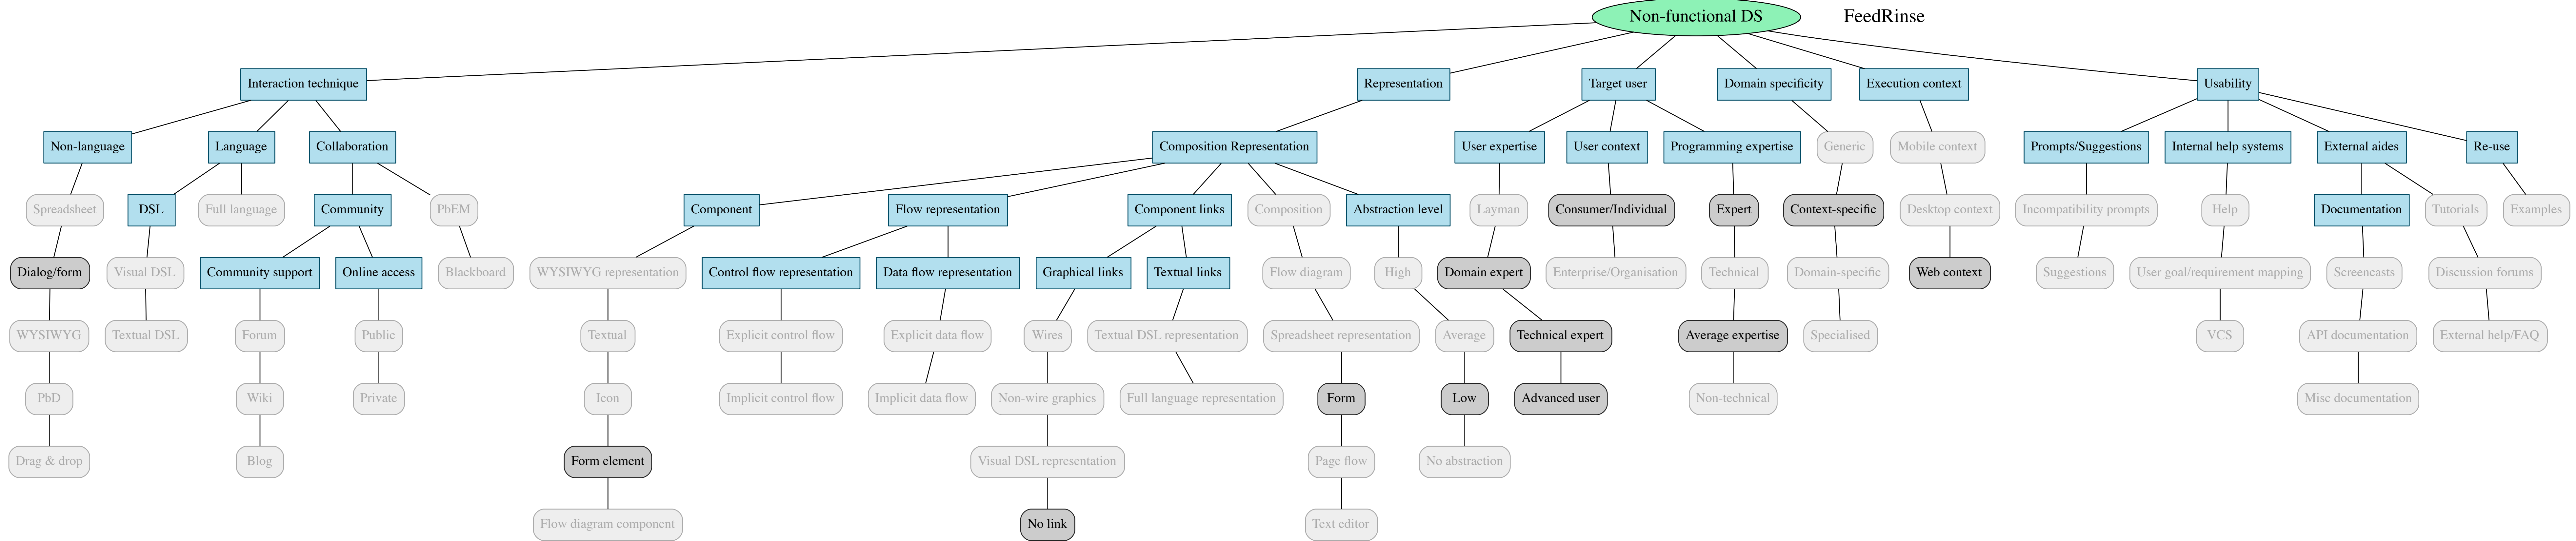 Non-functional DS
FeedRinse
Interaction technique
Representation
Target user
Domain specificity
Execution context
Usability
Non-language
Language
Collaboration
Composition Representation
User expertise
User context
Programming expertise
Generic
Mobile context
Prompts/Suggestions
Internal help systems
External aides
Re-use
Spreadsheet
DSL
Full language
Community
PbEM
Component
Flow representation
Component links
Composition
Abstraction level
Layman
Consumer/Individual
Expert
Context-specific
Desktop context
Incompatibility prompts
Help
Documentation
Tutorials
Examples
Dialog/form
Visual DSL
Community support
Online access
Blackboard
WYSIWYG representation
Control flow representation
Data flow representation
Graphical links
Textual links
Flow diagram
High
Domain expert
Enterprise/Organisation
Technical
Domain-specific
Web context
Suggestions
User goal/requirement mapping
Screencasts
Discussion forums
WYSIWYG
Textual DSL
Forum
Public
Textual
Explicit control flow
Explicit data flow
Wires
Textual DSL representation
Spreadsheet representation
Average
Technical expert
Average expertise
Specialised
VCS
API documentation
External help/FAQ
PbD
Wiki
Private
Icon
Implicit control flow
Implicit data flow
Non-wire graphics
Full language representation
Form
Low
Advanced user
Non-technical
Misc documentation
Drag & drop
Blog
Form element
Visual DSL representation
Page flow
No abstraction
Flow diagram component
No link
Text editor